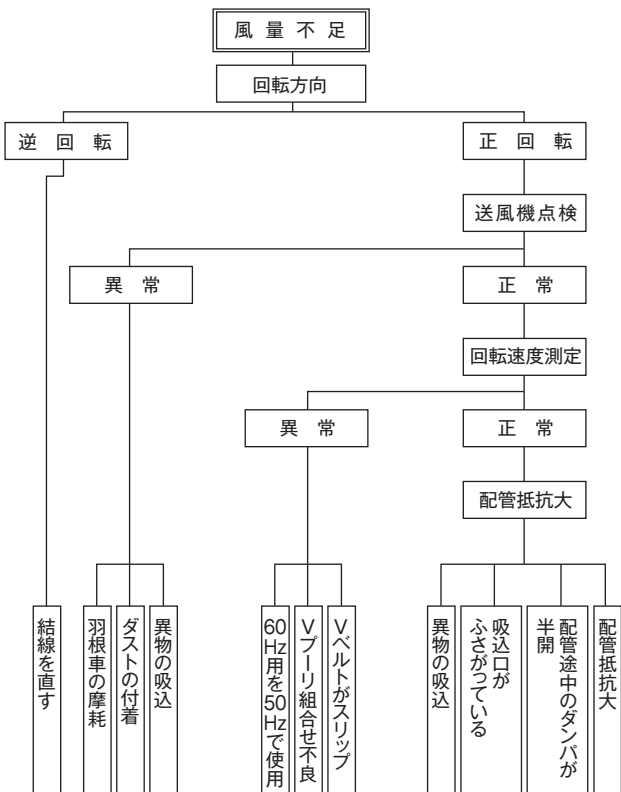 風量不足
回転方向
逆回転
正回転
送風機点検
異常
正常
回転速度測定
異常
正常
配管抵抗大
結線を直す
羽根車の摩耗
ダストの付着
異物の吸込
60Hz用を50Hzで使用
Vプーリ組合せ不良
Vベルトがスリップ
異物の吸込
吸込口が
ふさがっている
配管途中のダンパが
半開
配管抵抗大